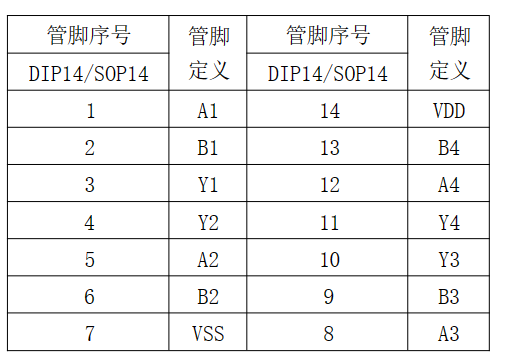 管脚序号 管脚定义 管脚序号 管脚定义
DIP14/SOP14 DIP14/SOP14
1 A1 14 VDD
2 B1 13 B4
3 Y1 12 A4
4 Y2 11 Y4
5 A2 10 Y3
6 B2 9 B3
7 VSS 8 A3